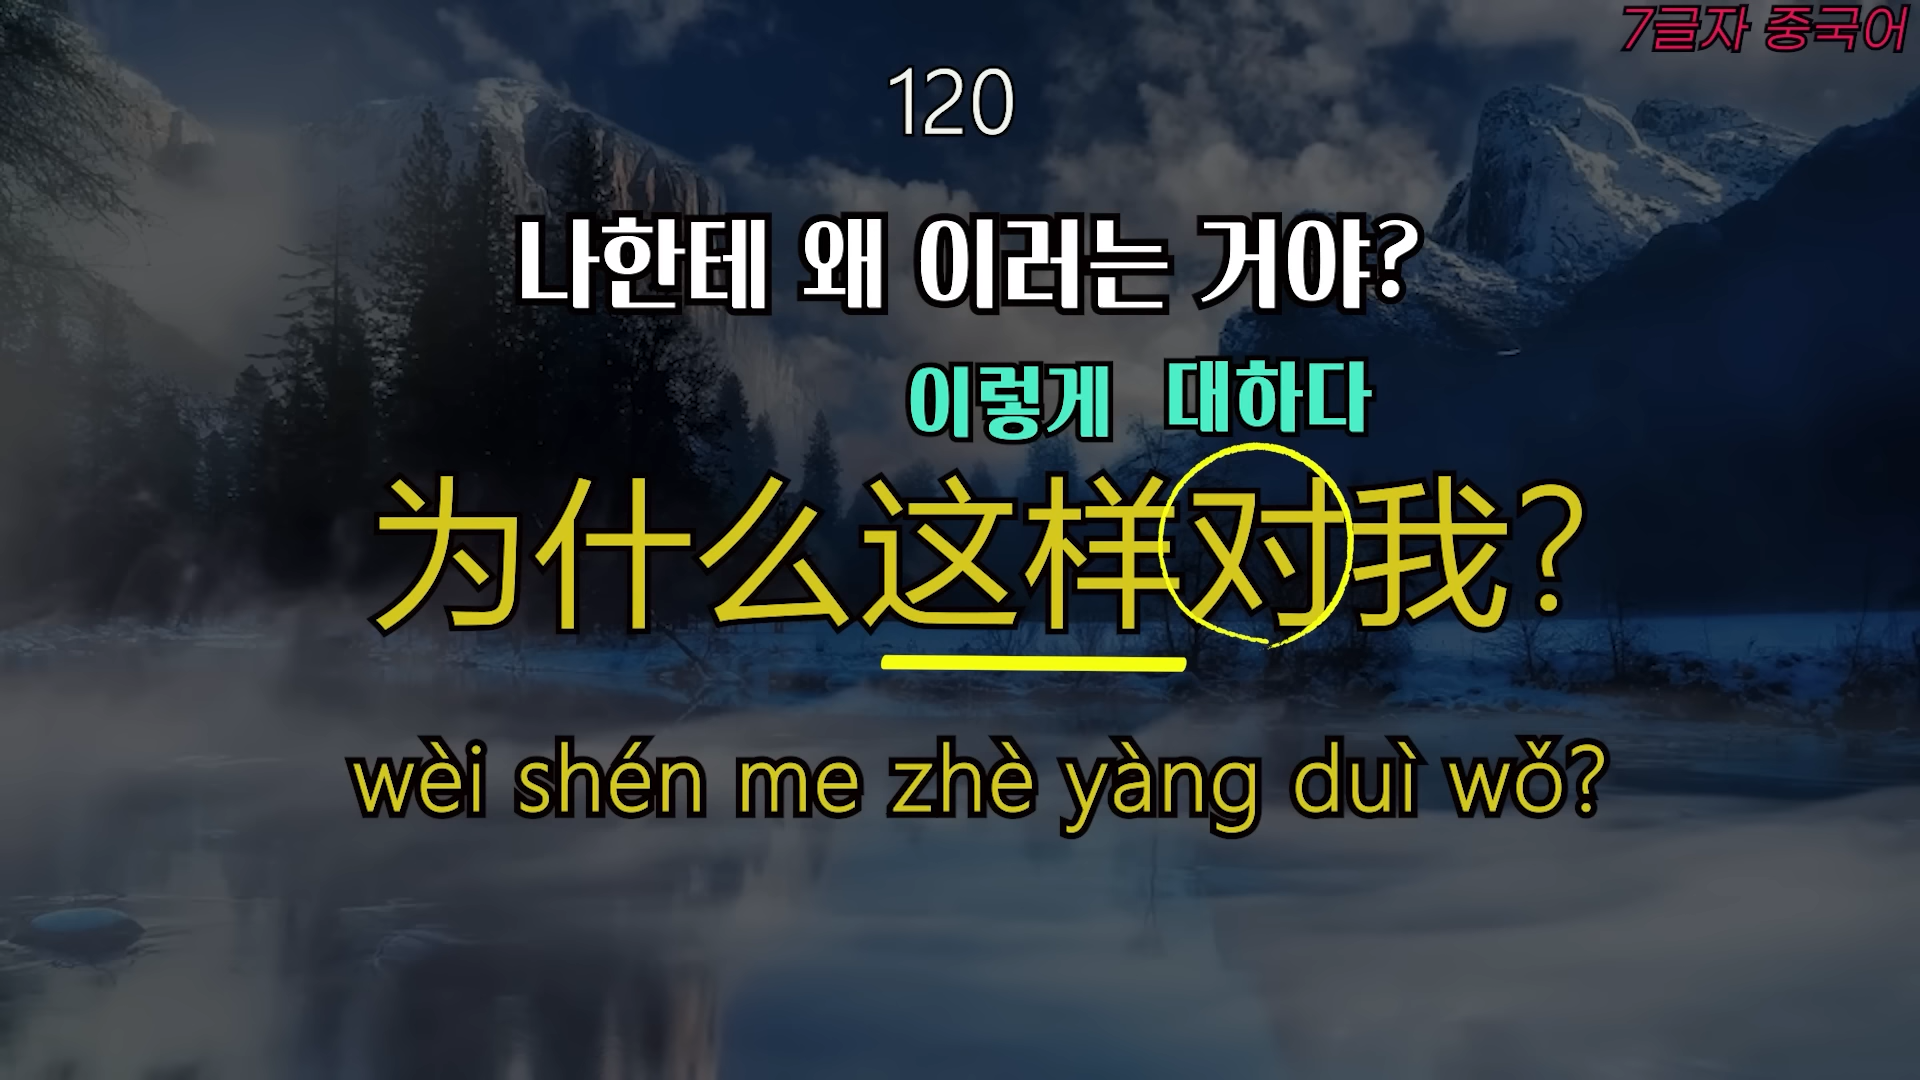 7글자 중국어
120
나한테 왜 이러는 거야?
이렇게 대하다
为什么这样对我?
wèi shén me zhè yàng duì wǒ?